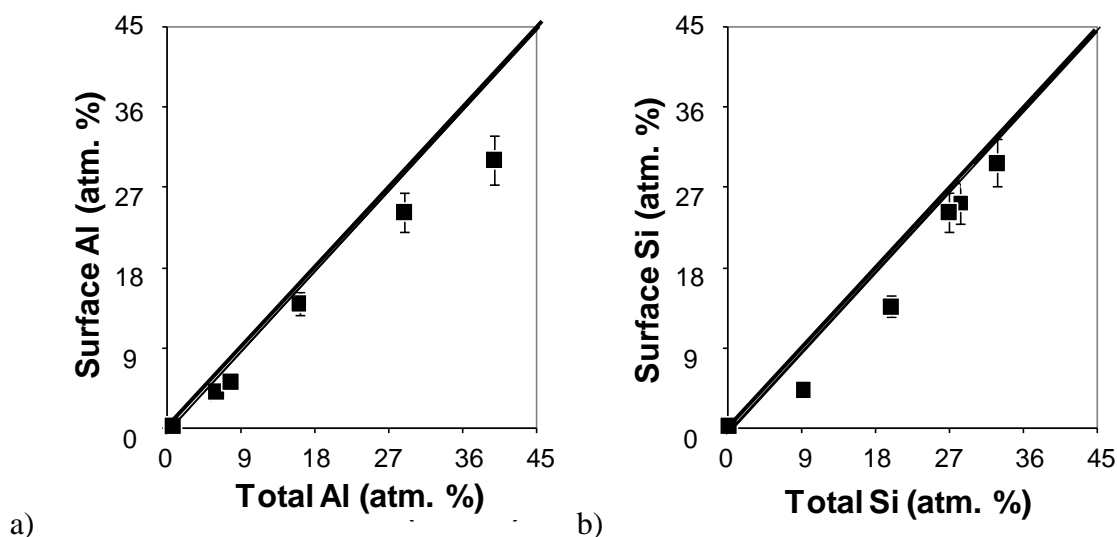 45
36
27
18
9
0
Surface Al (atm. %)
0 9 18 27 36 45
Total Al (atm. %)
a)
45
36
27
18
9
0
Surface Si (atm. %)
0 9 18 27 36 45
Total Si (atm. %)
b)